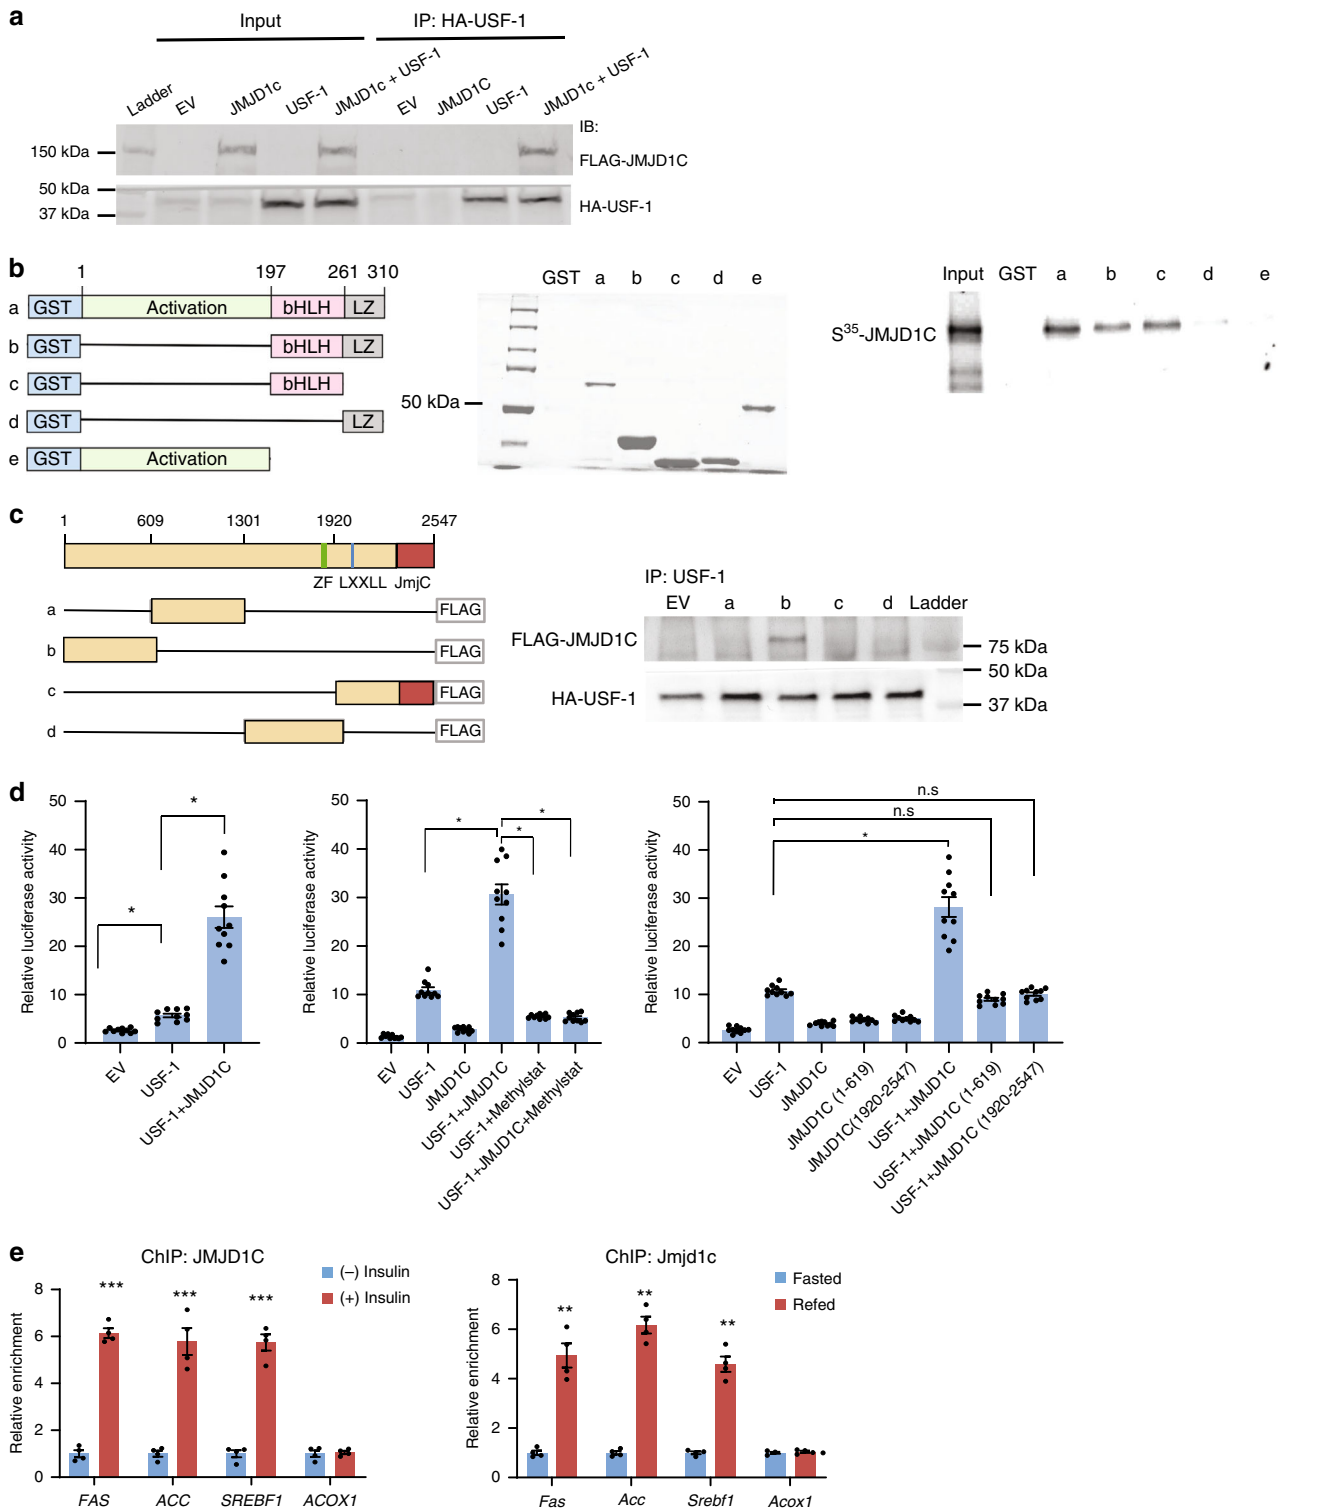 a
Input
IP: HA-USF-1
Ladder
EV
JMJD1c
USF-1
JMJD1c + USF-1
EV
JMJD1C
USF-1
JMJD1c + USF-1
IB:
150 kDa
FLAG-JMJD1C
50 kDa
37 kDa
HA-USF-1
b
1 197 261 310
a GST Activation bHLH LZ
b GST bHLH LZ
c GST bHLH
d GST LZ
e GST Activation
GST a b c d e
50 kDa
Input GST a b c d e
S³⁵-JMJD1C
c
1 609 1301 1920 2547
ZF LXXLL JmjC
a FLAG
b FLAG
c FLAG
d FLAG
IP: USF-1
EV a b c d Ladder
FLAG-JMJD1C
75 kDa
50 kDa
HA-USF-1
37 kDa
d
Relative luciferase activity
50
40
30
20
10
0
*
*
EV
USF-1
USF-1+JMJD1C
Relative luciferase activity
50
40
30
20
10
0
*
*
*
EV
USF-1
JMJD1C
USF-1+JMJD1C
USF-1+Methylstat
USF-1+JMJD1C+Methylstat
Relative luciferase activity
50
40
30
20
10
0
n.s
n.s
*
EV
USF-1
JMJD1C
JMJD1C (1-619)
JMJD1C(1920-2547)
USF-1+JMJD1C
USF-1+JMJD1C (1-619)
USF-1+JMJD1C (1920-2547)
e
ChIP: JMJD1C
(–) Insulin
(+) Insulin
Relative enrichment
8
6
4
2
0
***
***
***
FAS ACC SREBF1 ACOX1
ChIP: Jmjd1c
Fasted
Refed
Relative enrichment
8
6
4
2
0
**
**
**
Fas Acc Srebf1 Acox1